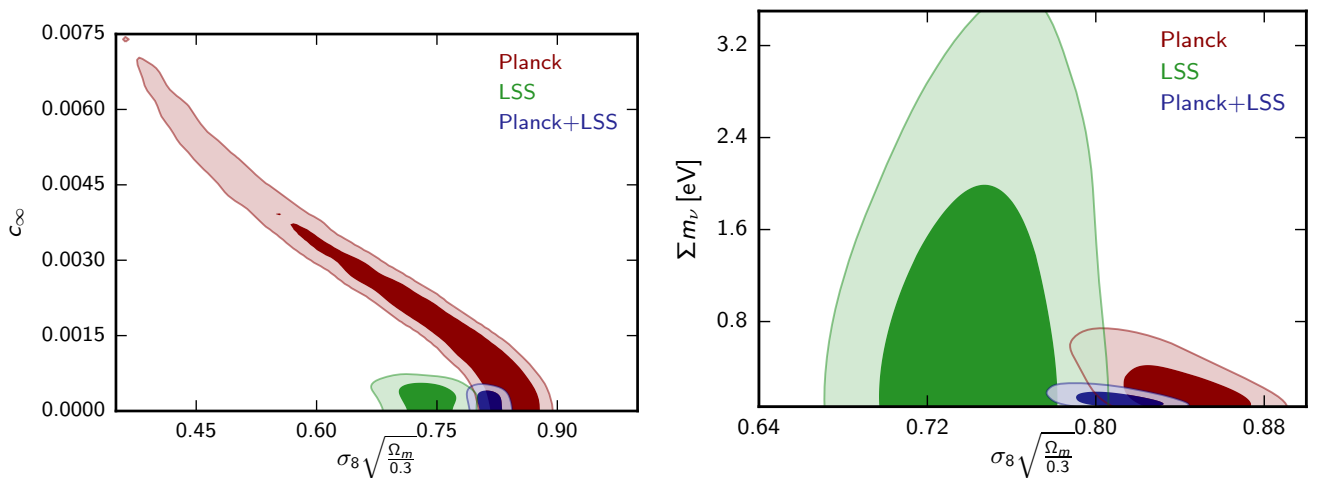 0.0075
0.0060
0.0045
0.0030
0.0015
0.0000
c∞
Planck
LSS
Planck+LSS
0.45 0.60 0.75 0.90
σ8√(Ωm/0.3)
3.2
2.4
1.6
0.8
Σmν [eV]
Planck
LSS
Planck+LSS
0.64 0.72 0.80 0.88
σ8√(Ωm/0.3)